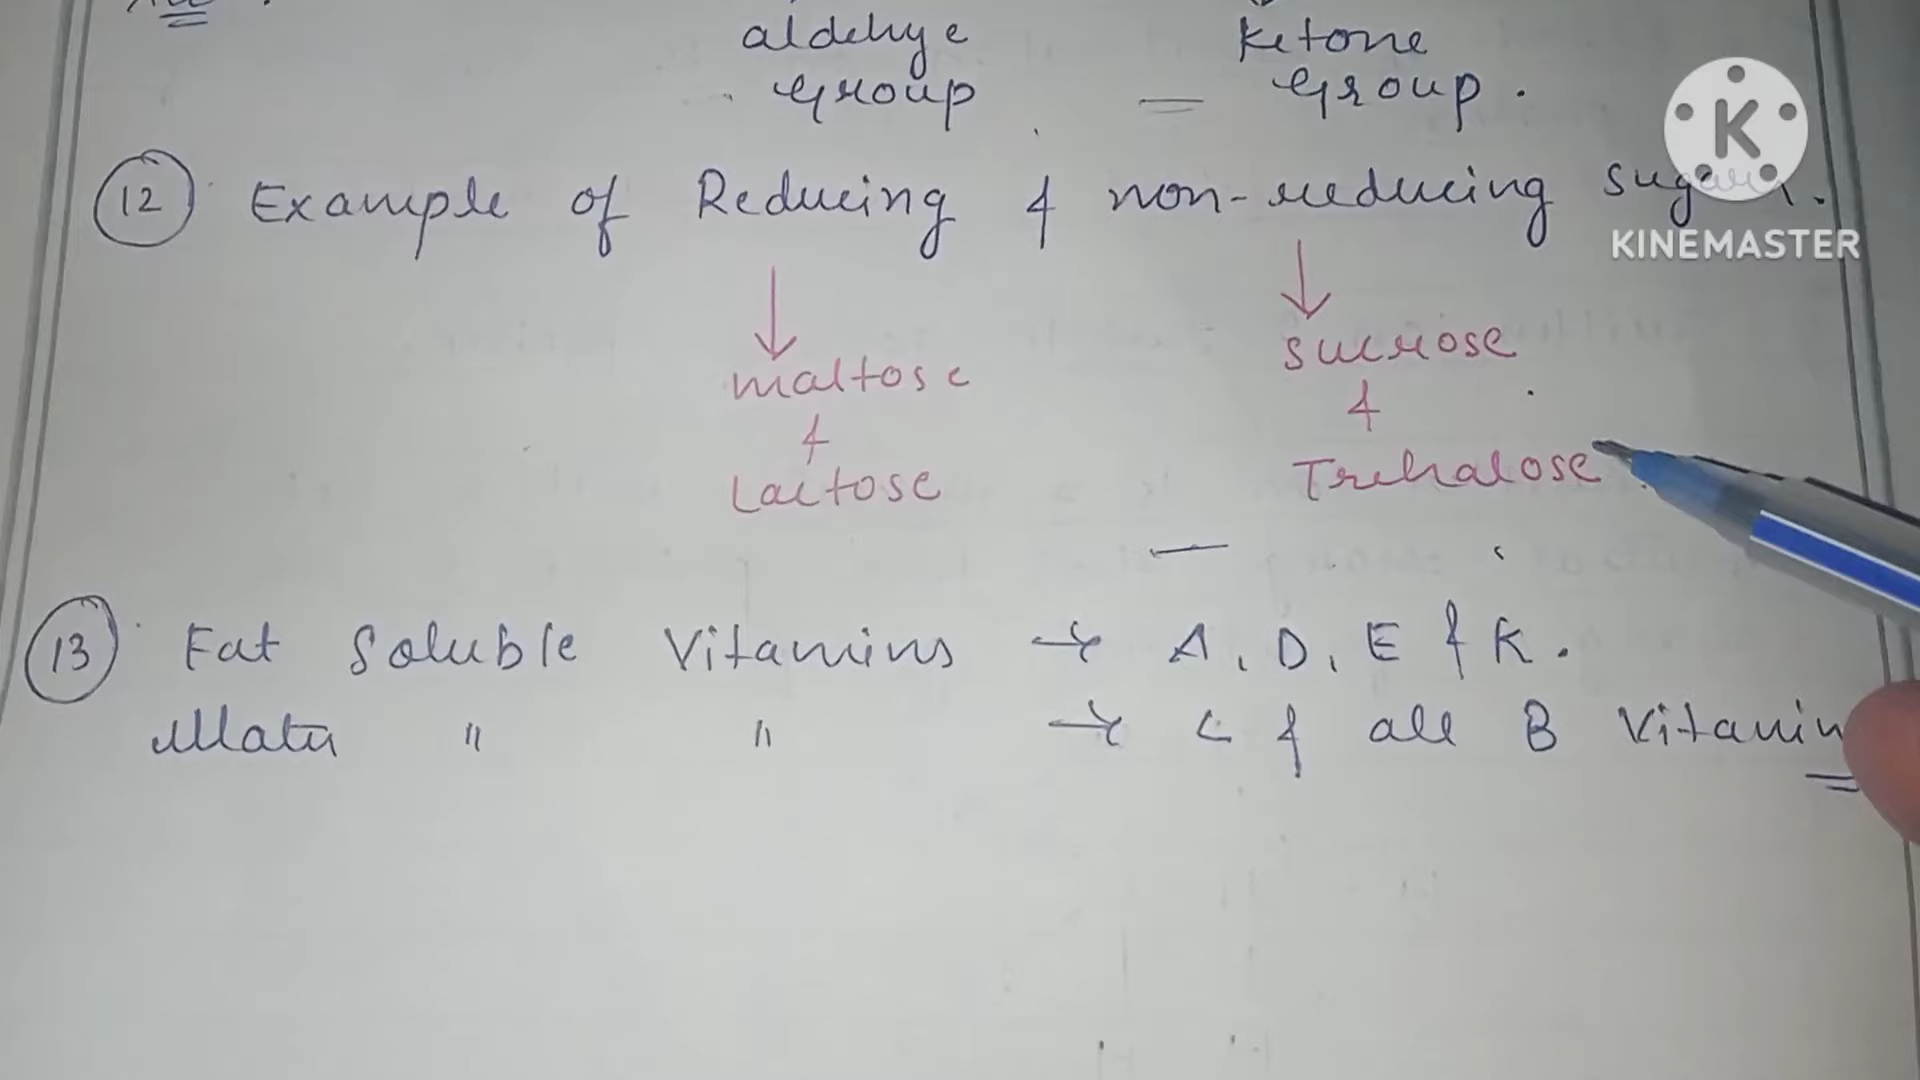 aldehye ketone
group = group.
(12) Example of Reducing & non-reducing sugar.
KINEMASTER
maltose sucrose
& &
Lactose Trehalose.
(13) Fat Soluble Vitamins → A, D, E & K.
Water " " → C & all B Vitamin